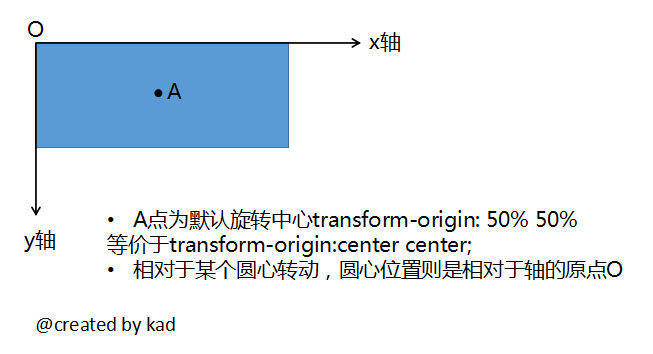 O
x轴
A
y轴
• A点为默认旋转中心transform-origin: 50% 50%
等价于transform-origin:center center;
• 相对于某个圆心转动，圆心位置则是相对于轴的原点O
@created by kad